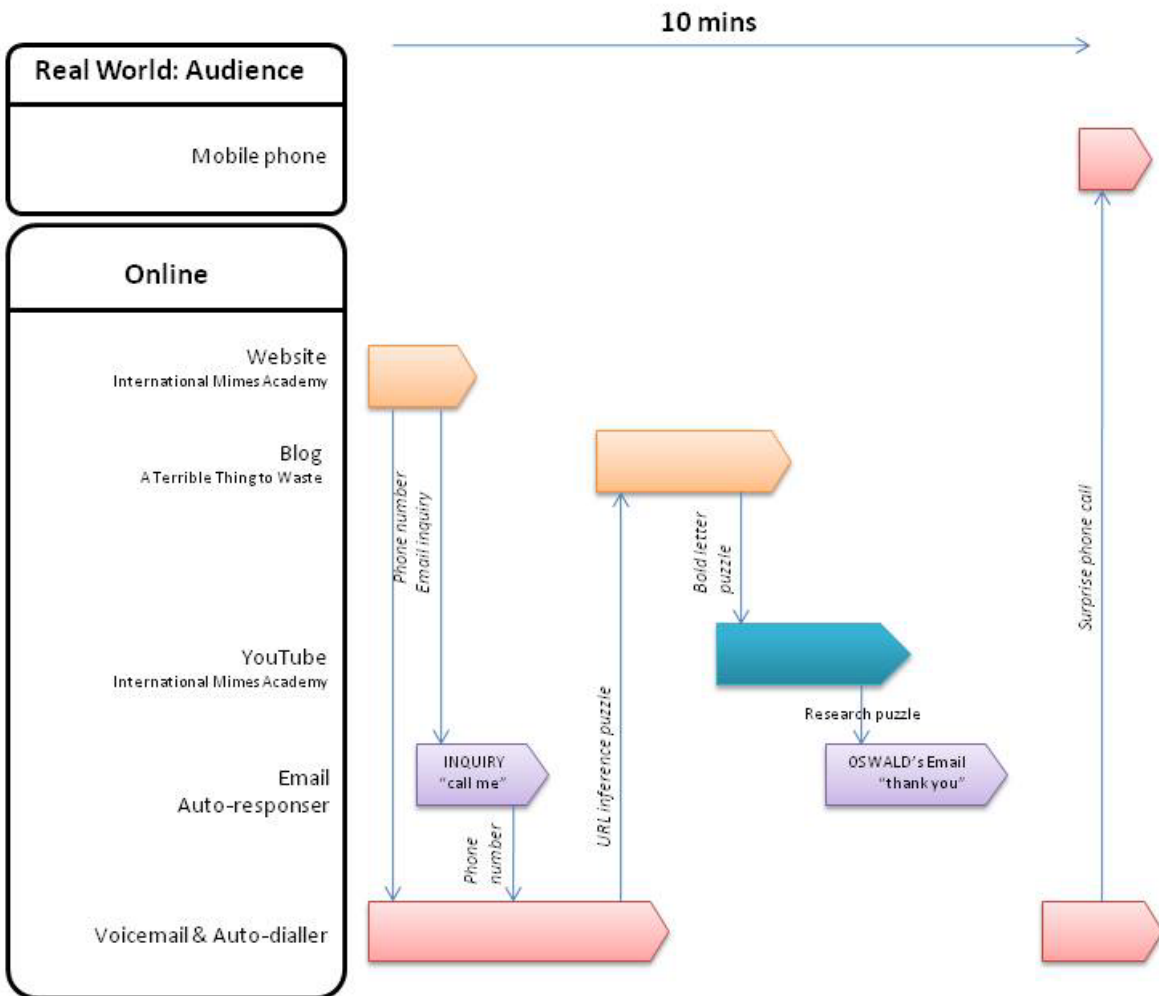 10 mins
Real World: Audience
Mobile phone
Online
Website
International Mimes Academy
Blog
A Terrible Thing to Waste
YouTube
International Mimes Academy
Email
Auto-responser
Voicemail & Auto-dialler
Phone number
Email inquiry
INQUIRY
"call me"
Phone
number
URL inference puzzle
Bold letter
puzzle
Research puzzle
OSWALD's Email
"thank you"
Surprise phone call